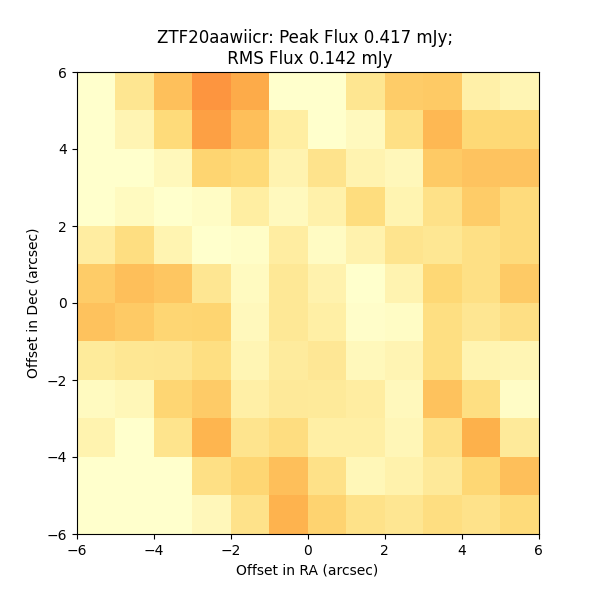 ZTF20aawiicr: Peak Flux 0.417 mJy;
RMS Flux 0.142 mJy
6
4
2
0
−2
−4
−6
Offset in Dec (arcsec)
−6 −4 −2 0 2 4 6
Offset in RA (arcsec)